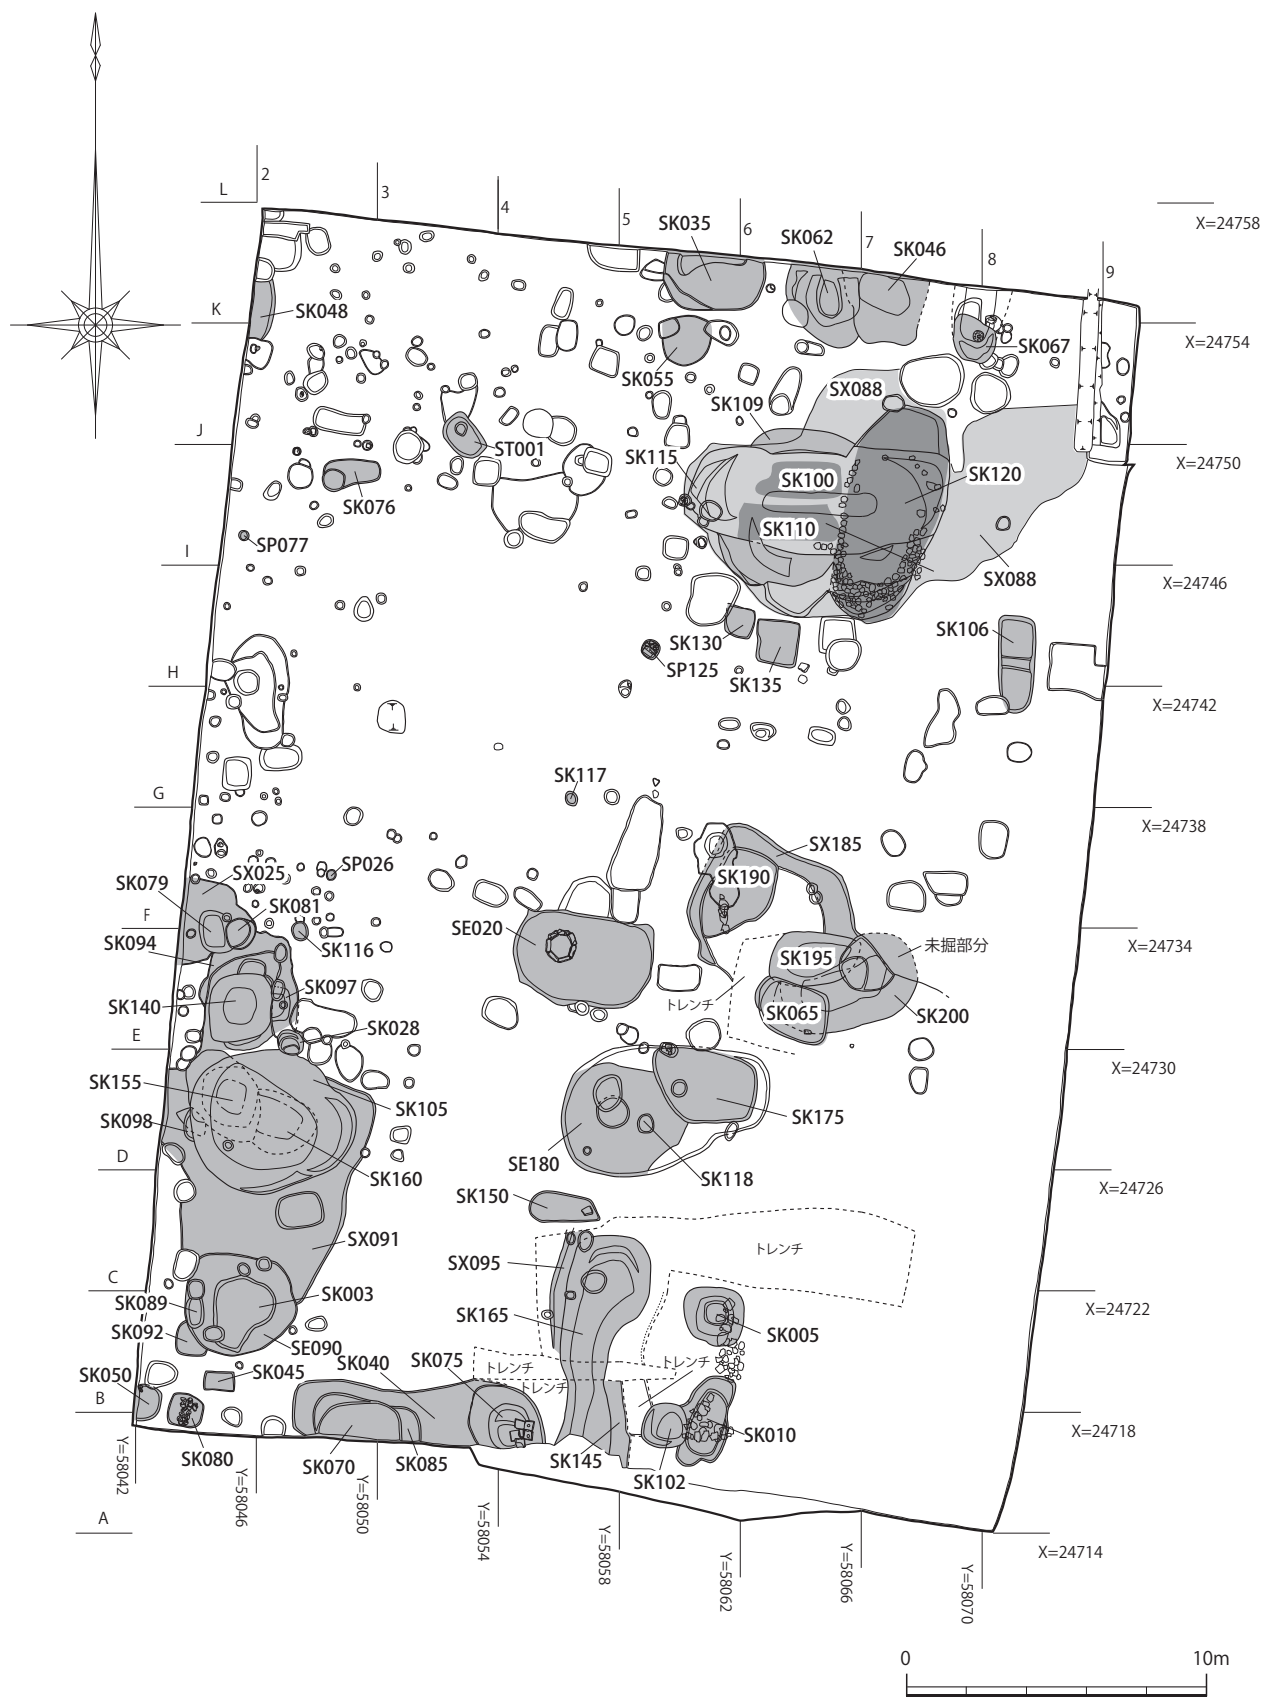 L
2
3
4
5
6
7
8
9
X=24758
SK035
SK062
SK046
K
SK048
SK067
X=24754
SK055
SX088
SK109
J
ST001
SK115
SK100
SK120
X=24750
SK076
SK110
SP077
I
SX088
X=24746
SK106
SK130
SP125
SK135
H
X=24742
SK117
G
X=24738
SX185
SP026
SX025
SK079
SK190
SK081
F
SE020
SK094
SK116
SK195
未掘部分
X=24734
SK097
トレンチ
SK140
SK065
SK200
SK028
E
X=24730
SK155
SK105
SK175
SK098
SE180
D
SK160
SK118
X=24726
SK150
SX091
トレンチ
SX095
C
SK003
SK089
X=24722
SK165
SK005
SK092
SE090
SK040
SK075
トレンチ
トレンチ
SK050
SK045
トレンチ
B
X=24718
SK080
SK070
SK085
SK145
SK010
SK102
Y=58042
Y=58046
Y=58050
Y=58054
Y=58058
Y=58062
Y=58066
Y=58070
A
X=24714
0
10m